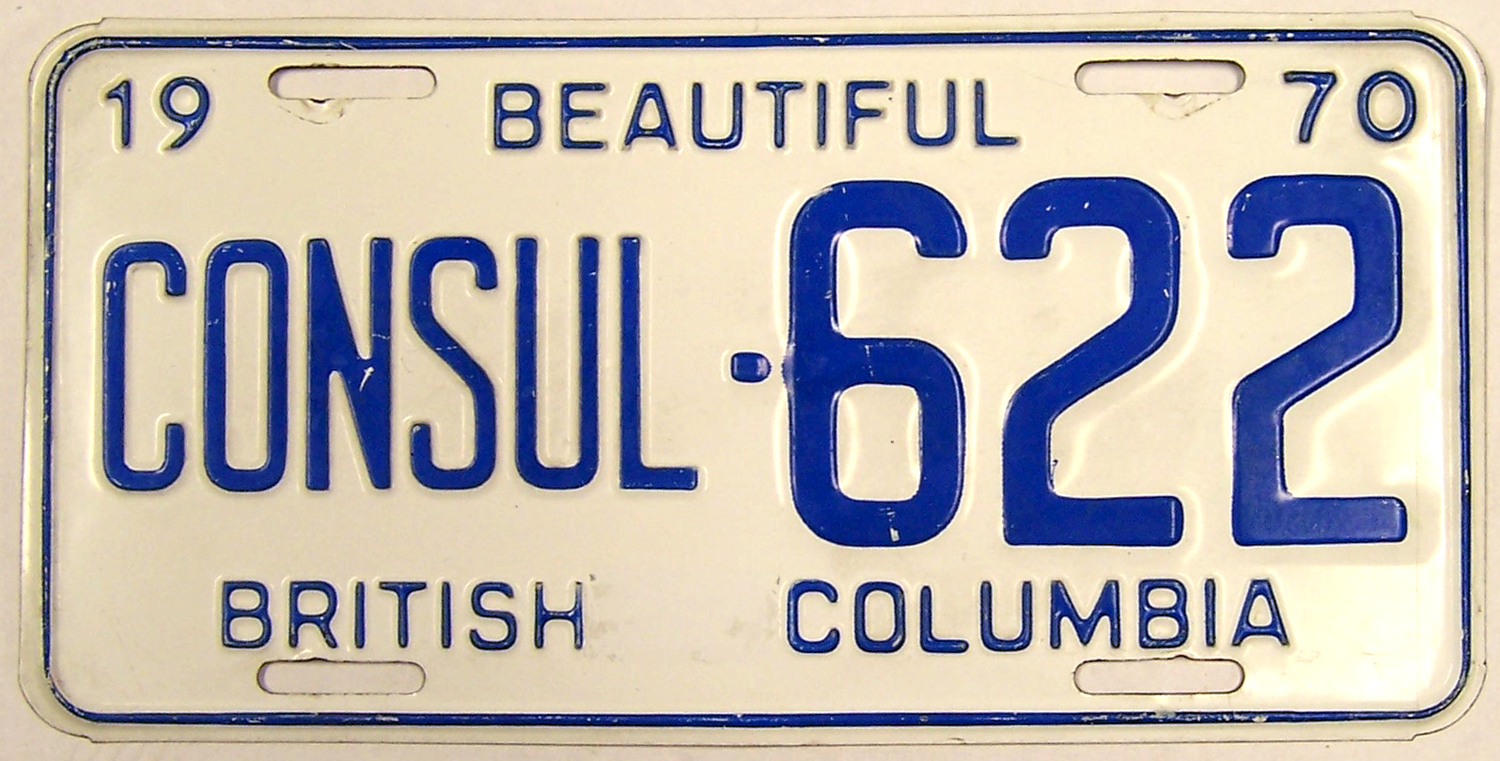 19 BEAUTIFUL 70
CONSUL-622
BRITISH COLUMBIA